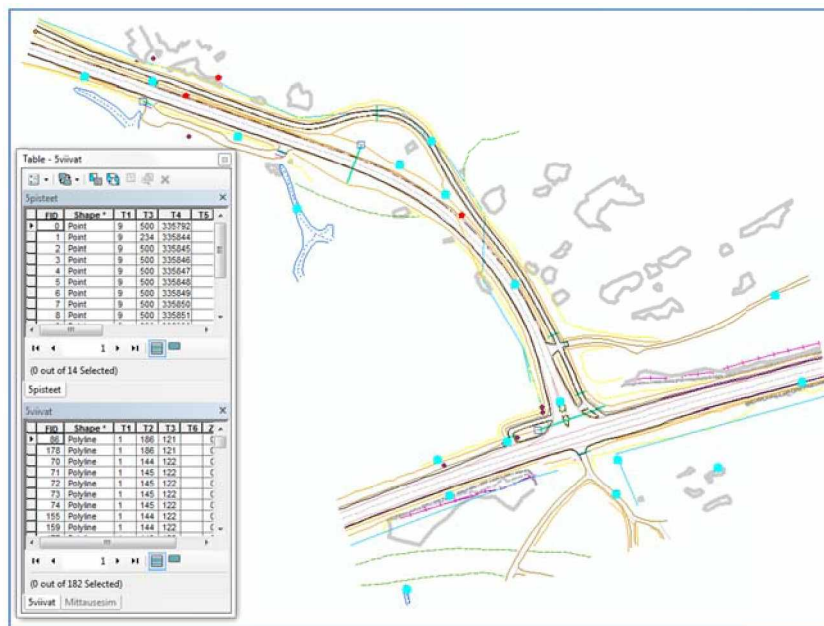 Table - 5viivat
5pisteet
FID Shape * T1 T3 T4 T5
0 Point 9 500 335792
1 Point 9 234 335844
2 Point 9 500 335845
3 Point 9 500 335846
4 Point 9 500 335847
5 Point 9 500 335848
6 Point 9 500 335849
7 Point 9 500 335850
8 Point 9 500 335851
1
(0 out of 14 Selected)
5pisteet
5viivat
FID Shape * T1 T2 T3 T6 Z
86 Polyline 1 186 121
178 Polyline 1 186 121
70 Polyline 1 144 122
71 Polyline 1 145 122
72 Polyline 1 145 122
73 Polyline 1 145 122
74 Polyline 1 145 122
155 Polyline 1 144 122
159 Polyline 1 144 122
1
(0 out of 182 Selected)
5viivat Mittausesim